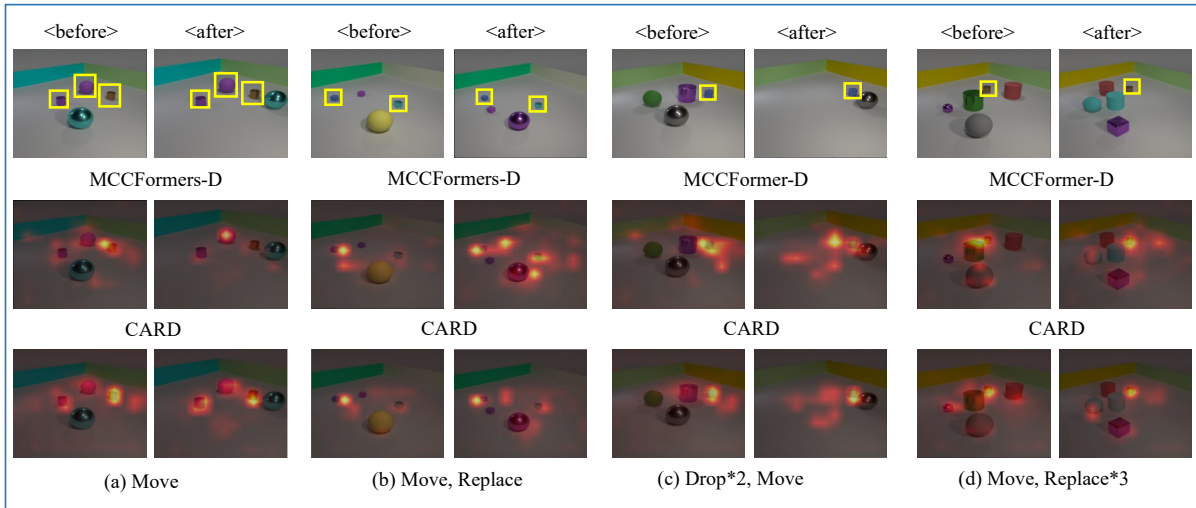 <before> <after> <before> <after> <before> <after> <before> <after>
MCCFormers-D MCCFormers-D MCCFormer-D MCCFormer-D
CARD CARD CARD CARD
(a) Move (b) Move, Replace (c) Drop*2, Move (d) Move, Replace*3